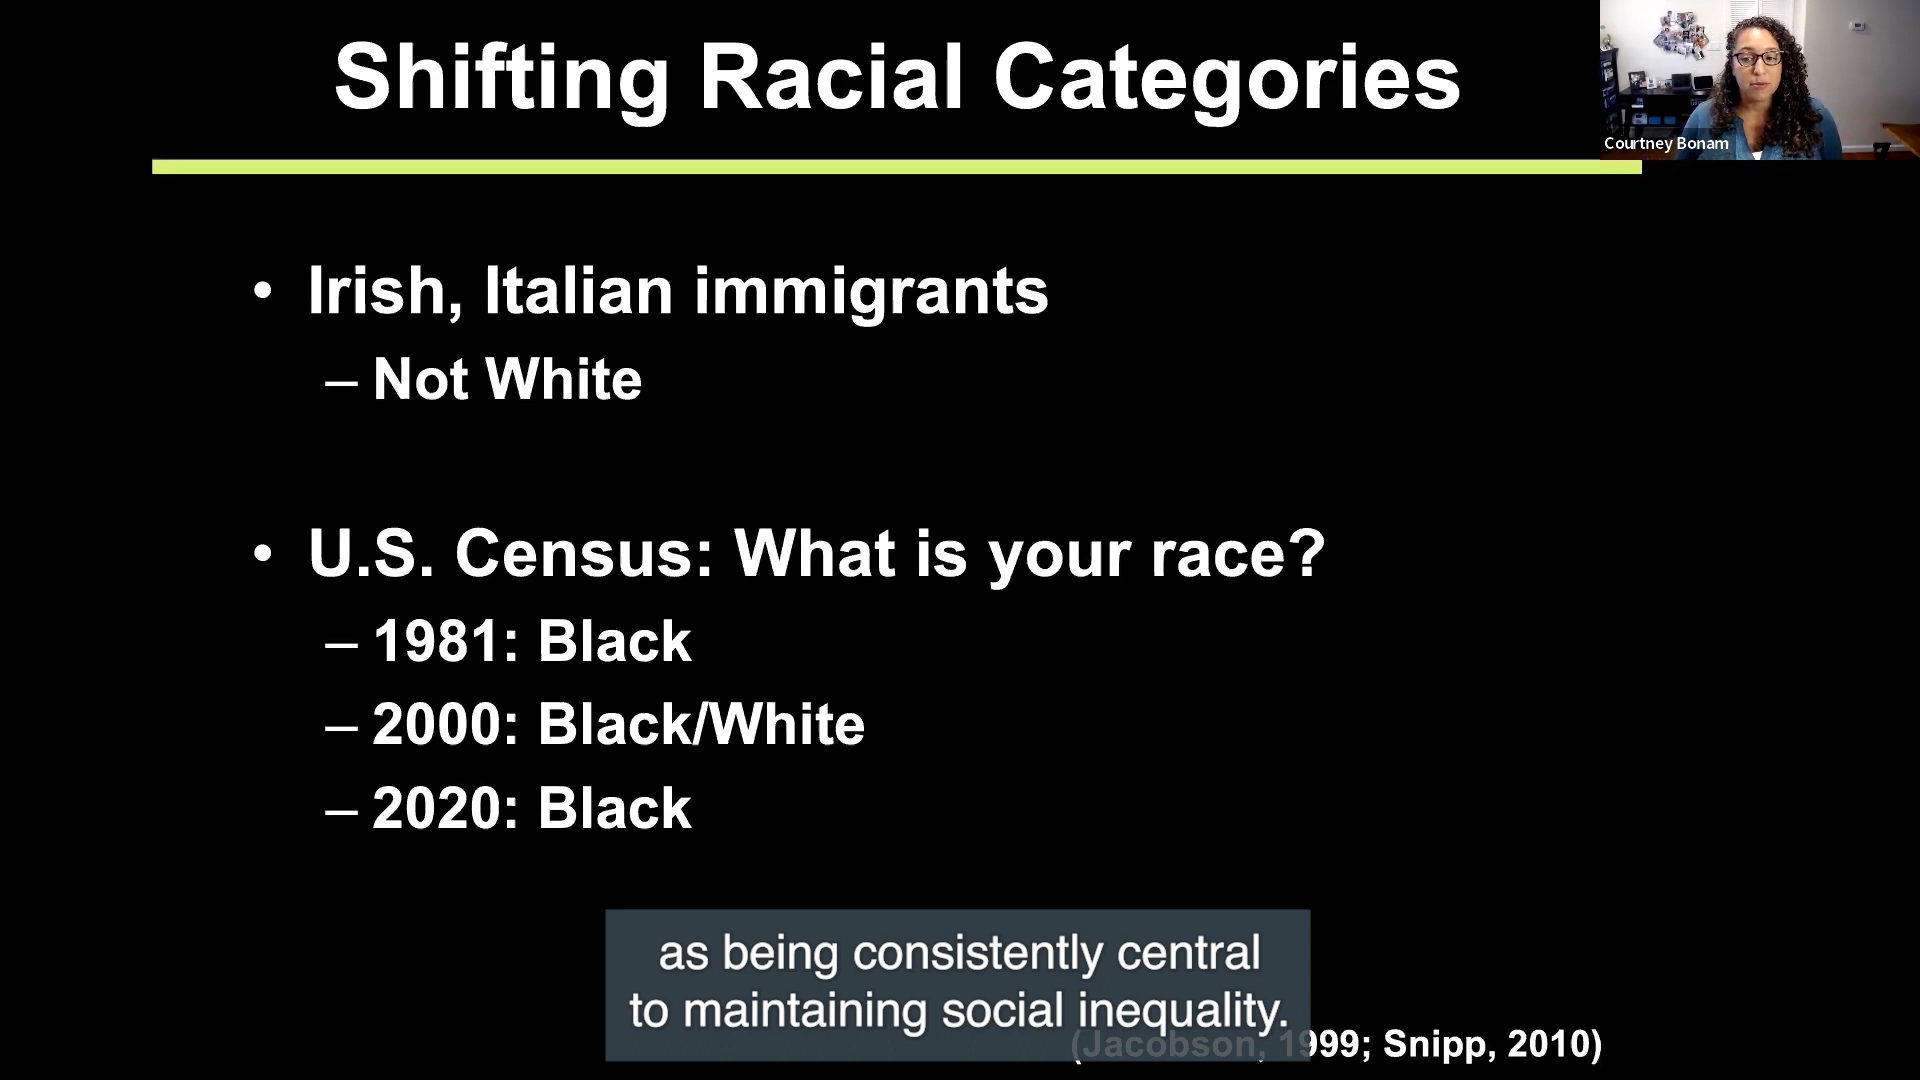 Shifting Racial Categories
Courtney Bonam
• Irish, Italian immigrants
– Not White
• U.S. Census: What is your race?
– 1981: Black
– 2000: Black/White
– 2020: Black
as being consistently central
to maintaining social inequality.
(Jacobson, 1999; Snipp, 2010)